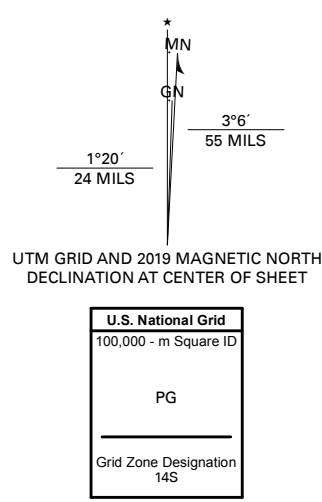 MN
GN
3°6´
55 MILS
1°20´
24 MILS
UTM GRID AND 2019 MAGNETIC NORTH
DECLINATION AT CENTER OF SHEET
U.S. National Grid
100,000 - m Square ID
PG
Grid Zone Designation
14S